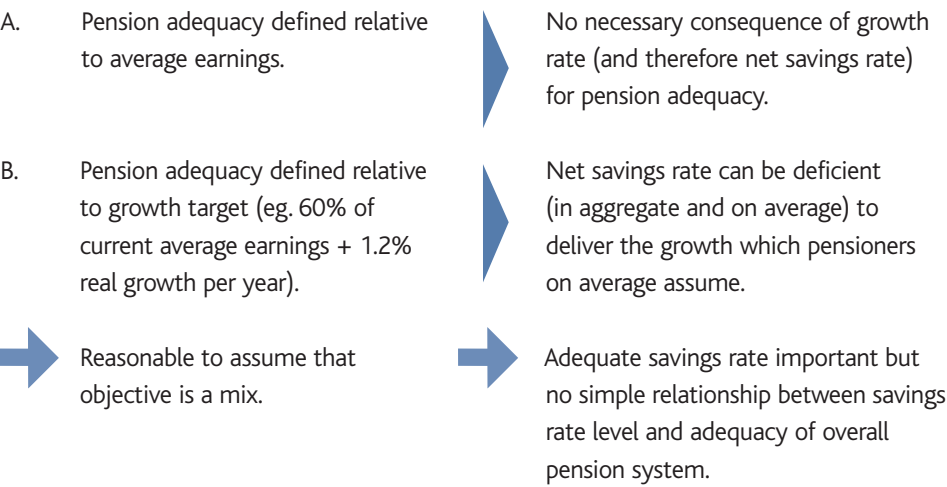 A. Pension adequacy defined relative
to average earnings.
No necessary consequence of growth
rate (and therefore net savings rate)
for pension adequacy.
B. Pension adequacy defined relative
to growth target (eg. 60% of
current average earnings + 1.2%
real growth per year).
Net savings rate can be deficient
(in aggregate and on average) to
deliver the growth which pensioners
on average assume.
Reasonable to assume that
objective is a mix.
Adequate savings rate important but
no simple relationship between savings
rate level and adequacy of overall
pension system.